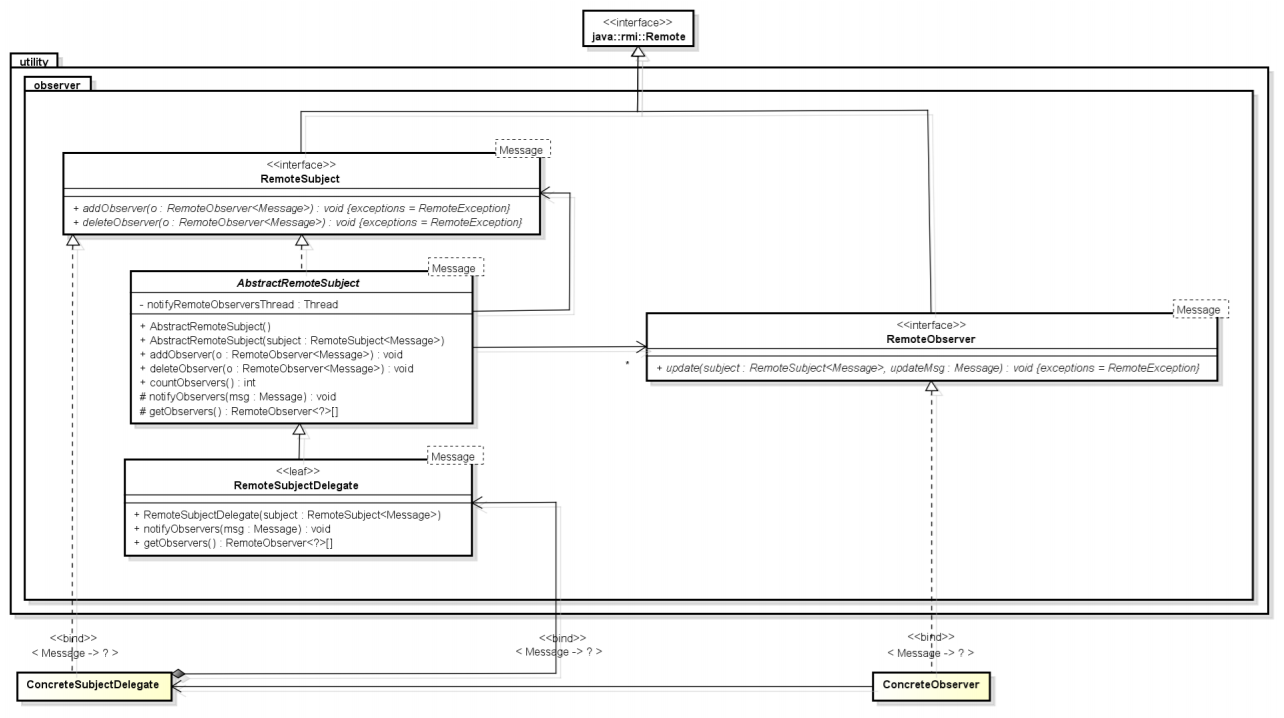 <<interface>>
java::rmi::Remote
utility
observer
Message
<<interface>>
RemoteSubject
+ addObserver(o : RemoteObserver<Message>) : void {exceptions = RemoteException}
+ deleteObserver(o : RemoteObserver<Message>) : void {exceptions = RemoteException}
Message
AbstractRemoteSubject
- notifyRemoteObserversThread : Thread
+ AbstractRemoteSubject()
+ AbstractRemoteSubject(subject : RemoteSubject<Message>)
+ addObserver(o : RemoteObserver<Message>) : void
+ deleteObserver(o : RemoteObserver<Message>) : void
+ countObservers() : int
# notifyObservers(msg : Message) : void
# getObservers() : RemoteObserver<?>[]
Message
<<interface>>
RemoteObserver
+ update(subject : RemoteSubject<Message>, updateMsg : Message) : void {exceptions = RemoteException}
*
Message
<<leaf>>
RemoteSubjectDelegate
+ RemoteSubjectDelegate(subject : RemoteSubject<Message>)
+ notifyObservers(msg : Message) : void
+ getObservers() : RemoteObserver<?>[]
<<bind>>
< Message -> ? >
<<bind>>
< Message -> ? >
<<bind>>
< Message -> ? >
ConcreteSubjectDelegate
ConcreteObserver